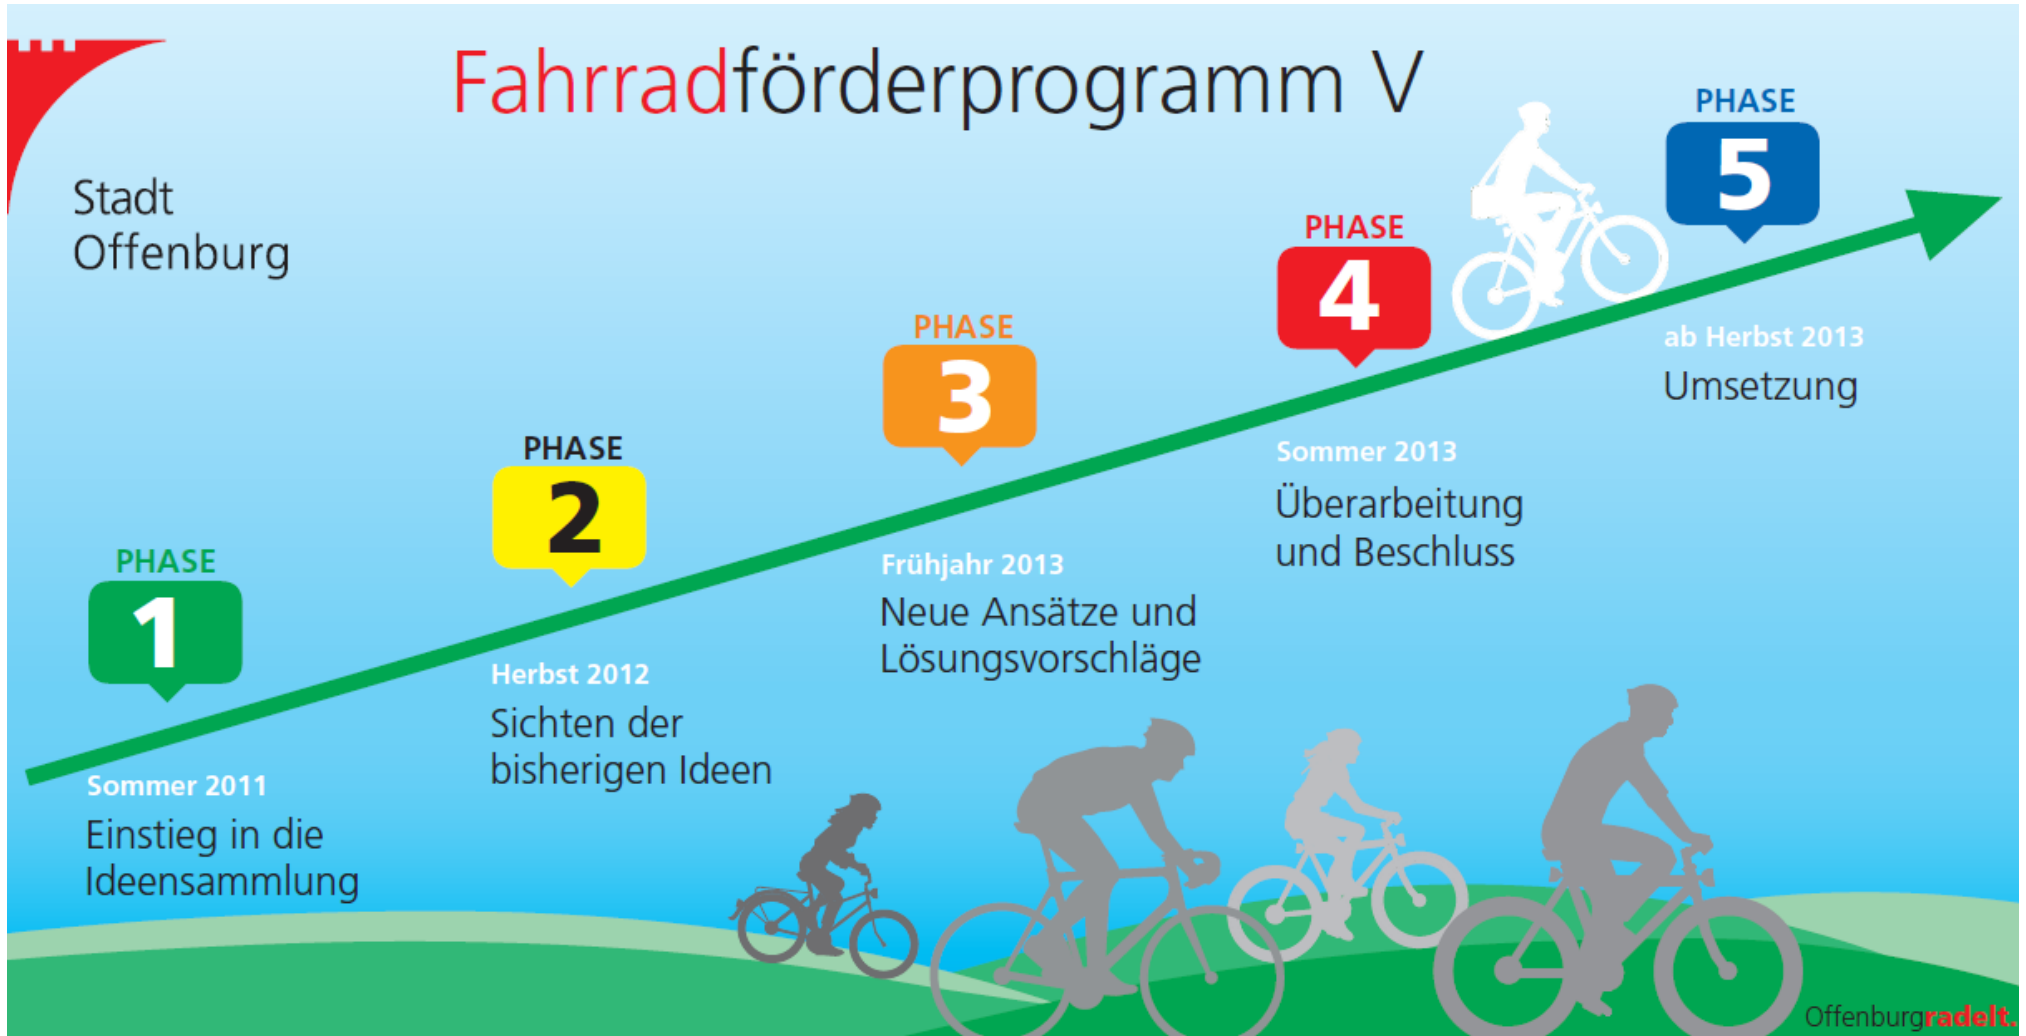 Fahrradförderprogramm V
Stadt
Offenburg
PHASE
1
Sommer 2011
Einstieg in die
Ideensammlung
PHASE
2
Herbst 2012
Sichten der
bisherigen Ideen
PHASE
3
Frühjahr 2013
Neue Ansätze und
Lösungsvorschläge
PHASE
4
Sommer 2013
Überarbeitung
und Beschluss
PHASE
5
ab Herbst 2013
Umsetzung
Offenburgradelt.